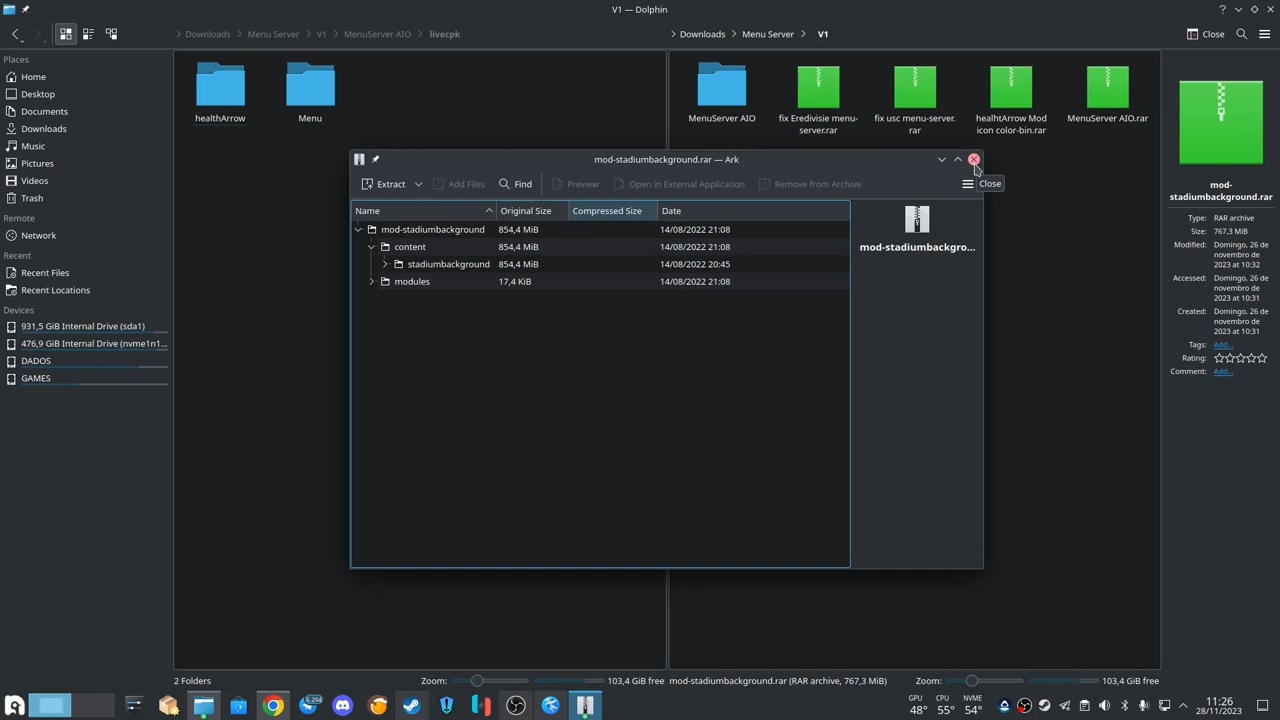 V1 — Dolphin
Downloads > Menu Server > V1 > MenuServer AIO > livecpk
Downloads > Menu Server > V1
Close
Places
Home
Desktop
Documents
Downloads
Music
Pictures
Videos
Trash
Remote
Network
Recent
Recent Files
Recent Locations
Devices
931,5 GiB Internal Drive (sda1)
476,9 GiB Internal Drive (nvme1n1...
DADOS
GAMES
healthArrow
Menu
MenuServer AIO
fix Eredivisie menu-
server.rar
fix usc menu-server.
rar
healhtArrow Mod
icon color-bin.rar
MenuServer AIO.rar
mod-stadiumbackground.rar — Ark
Extract
Add Files
Find
Preview
Open in External Application
Remove from Archive
Close
Name Original Size Compressed Size Date
mod-stadiumbackground 854,4 MiB 14/08/2022 21:08
content 854,4 MiB 14/08/2022 21:08
stadiumbackground 854,4 MiB 14/08/2022 20:45
modules 17,4 KiB 14/08/2022 21:08
mod-stadiumbackgro...
mod-
stadiumbackground.rar
Type: RAR archive
Size: 767,3 MiB
Modified: Domingo, 26 de
novembro de
2023 at 10:32
Accessed: Domingo, 26 de
novembro de
2023 at 10:31
Created: Domingo, 26 de
novembro de
2023 at 10:31
Tags: Add...
Rating:
Comment: Add...
2 Folders
Zoom:
103,4 GiB free
mod-stadiumbackground.rar (RAR archive, 767,3 MiB)
Zoom:
103,4 GiB free
6.294
GPU CPU NVME
48° 55° 54°
11:26
28/11/2023